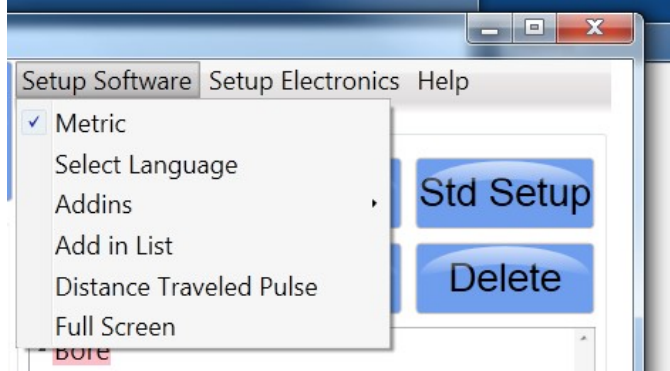 Setup Software Setup Electronics Help
Metric
Select Language
Std Setup
Addins
Add in List
Delete
Distance Traveled Pulse
Full Screen
Bore